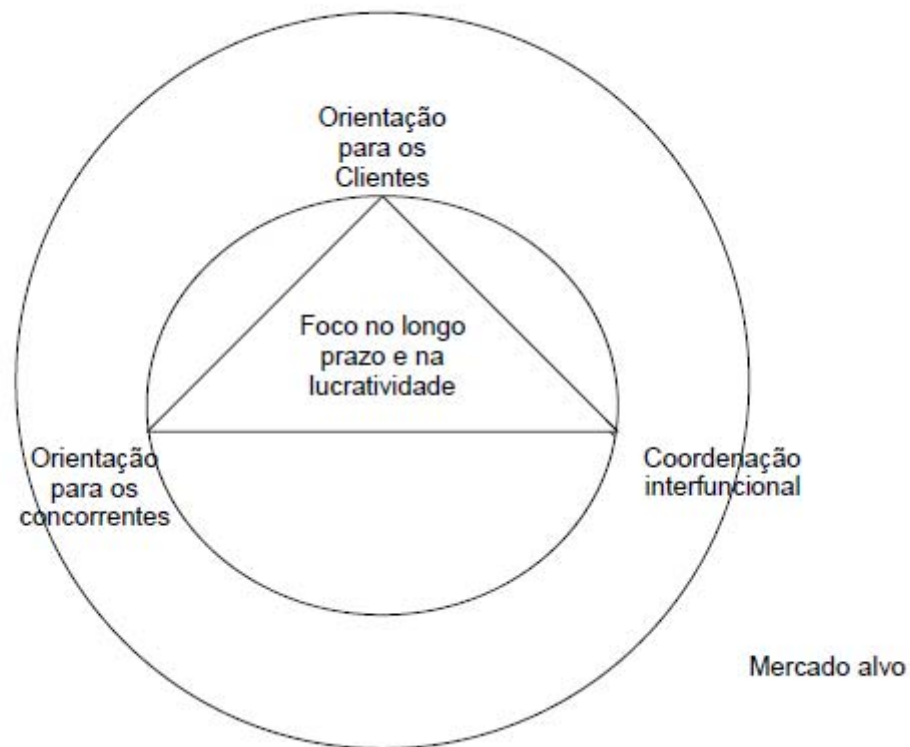 Orientação
para os
Clientes
Foco no longo
prazo e na
lucratividade
Orientação
para os
concorrentes
Coordenação
interfuncional
Mercado alvo